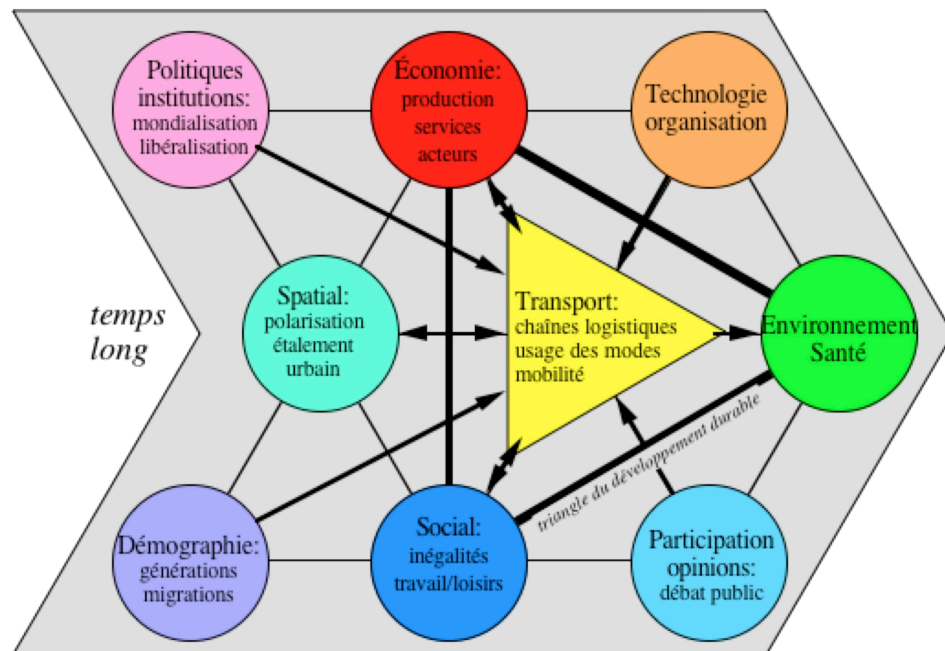 Politiques
institutions:
mondialisation
libéralisation
Économie:
production
services
acteurs
Technologie
organisation
temps
long
Spatial:
polarisation
étalement
urbain
Transport:
chaînes logistiques
usage des modes
mobilité
Environnement
Santé
triangle du développement durable
Démographie:
générations
migrations
Social:
inégalités
travail/loisirs
Participation
opinions:
débat public